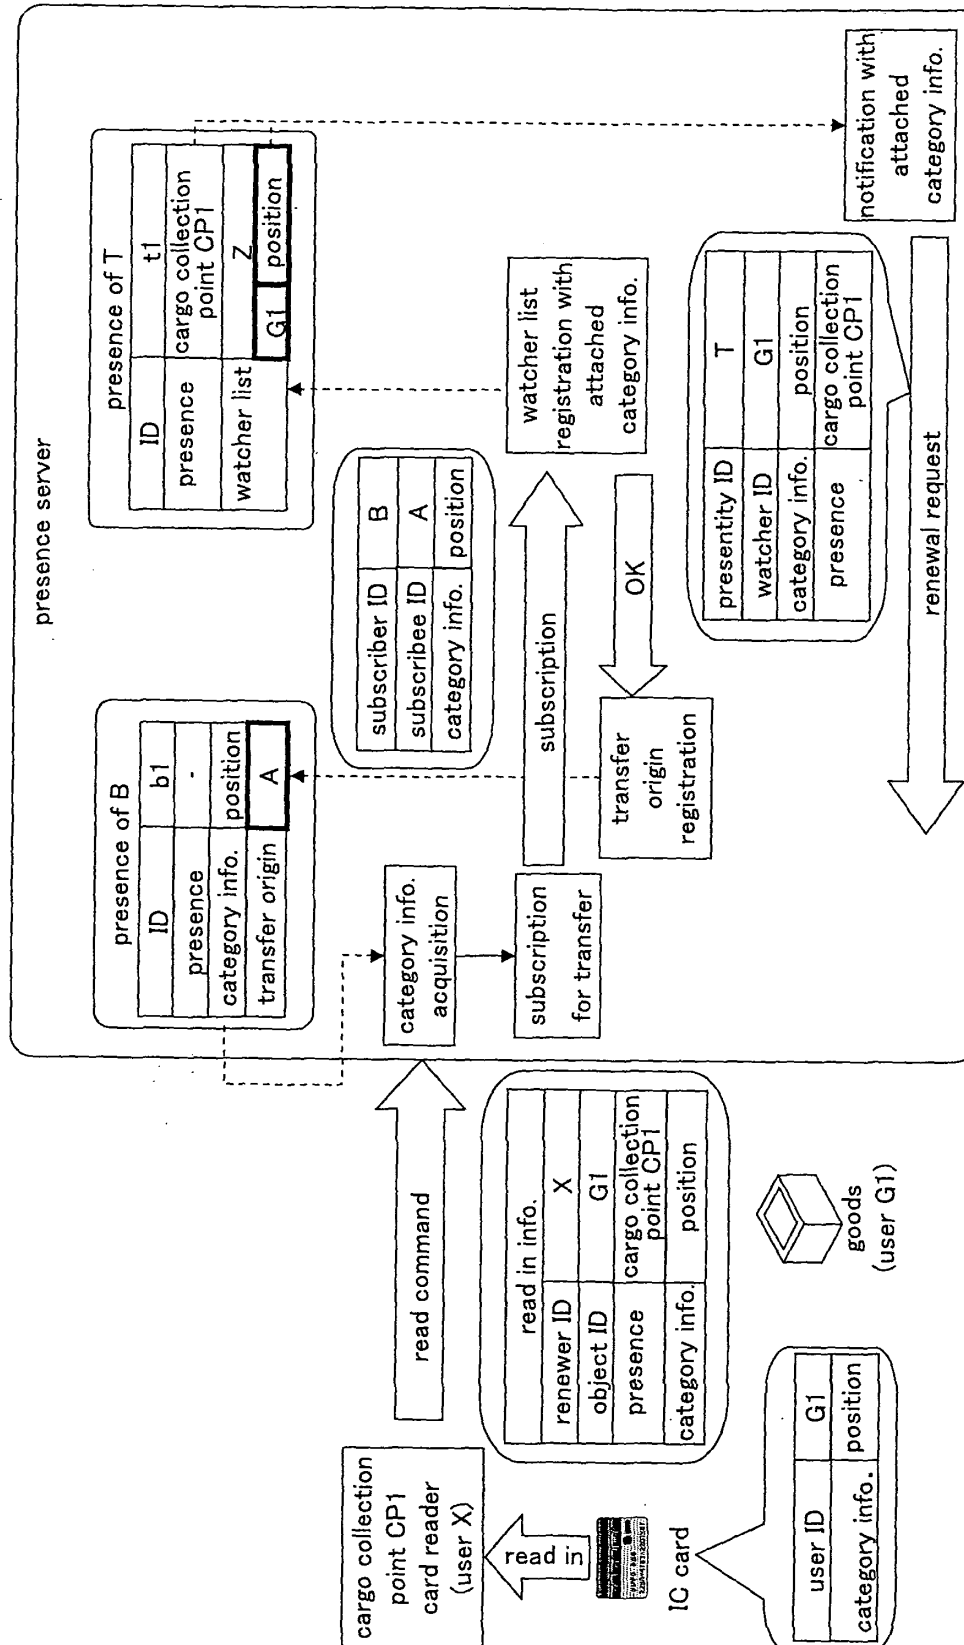 presence server
presence of B
ID b1
presence -
category info. position
transfer origin A
presence of T
ID t1
presence cargo collection point CP1
watcher list Z
G1 position
cargo collection
point CP1
card reader
(user X)
read in
IC card
user ID G1
category info. position
goods
(user G1)
read command
read in info.
renewer ID X
object ID G1
presence cargo collection point CP1
category info. position
category info.
acquisition
subscription
for transfer
subscription
subscriber ID B
subscribee ID A
category info. position
watcher list
registration with
attached
category info.
OK
transfer
origin
registration
notification with
attached
category info.
presentity ID T
watcher ID G1
category info. position
presence cargo collection point CP1
renewal request